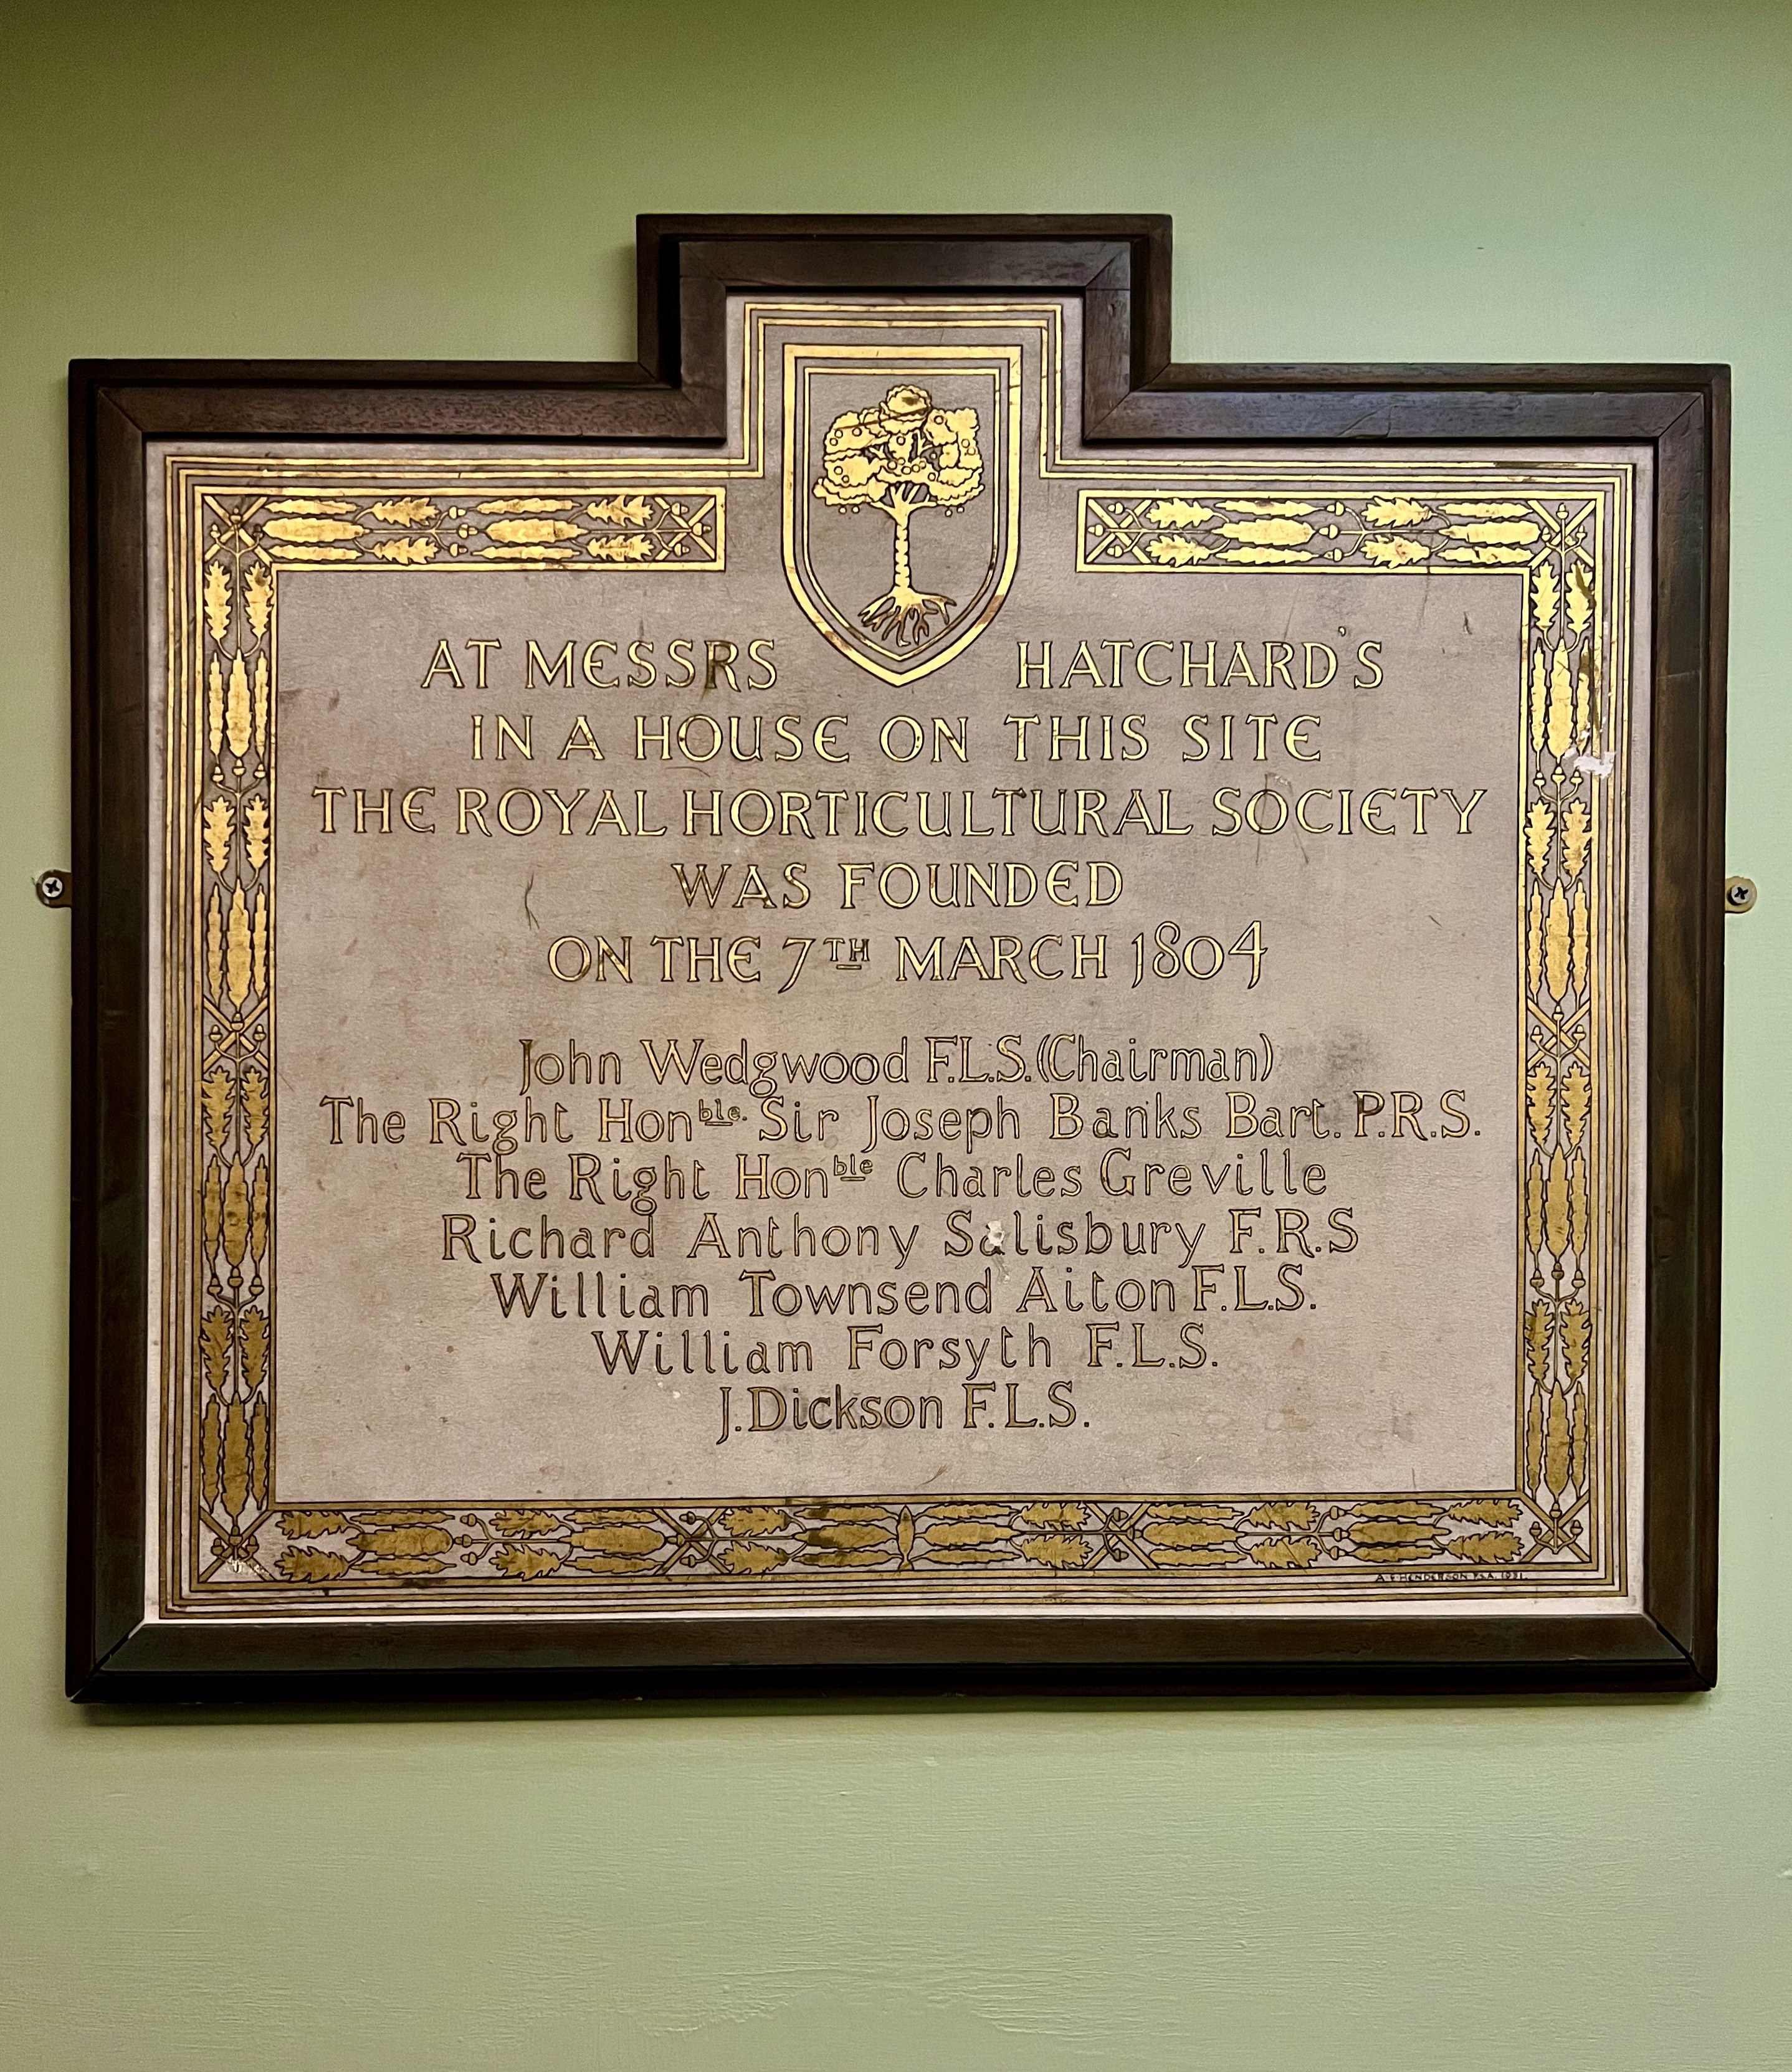 AT MESSRS HATCHARD'S
IN A HOUSE ON THIS SITE
THE ROYAL HORTICULTURAL SOCIETY
WAS FOUNDED
ON THE 7TH MARCH 1804
John Wedgwood F.L.S. (Chairman)
The Right Honble. Sir Joseph Banks Bart. P.R.S.
The Right Honble Charles Greville
Richard Anthony Salisbury F.R.S
William Townsend Aiton F.L.S.
William Forsyth F.L.S.
J. Dickson F.L.S.
HENDERSON